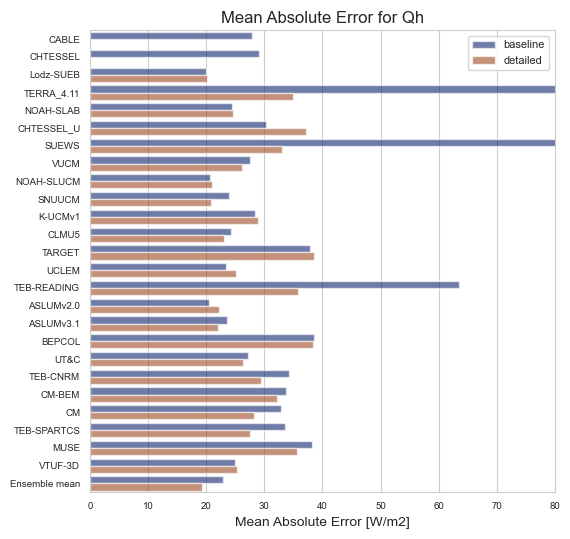 Mean Absolute Error for Qh
baseline
detailed
CABLE
CHTESSEL
Lodz-SUEB
TERRA_4.11
NOAH-SLAB
CHTESSEL_U
SUEWS
VUCM
NOAH-SLUCM
SNUUCM
K-UCMv1
CLMU5
TARGET
UCLEM
TEB-READING
ASLUMv2.0
ASLUMv3.1
BEPCOL
UT&C
TEB-CNRM
CM-BEM
CM
TEB-SPARTCS
MUSE
VTUF-3D
Ensemble mean
0 10 20 30 40 50 60 70 80
Mean Absolute Error [W/m2]